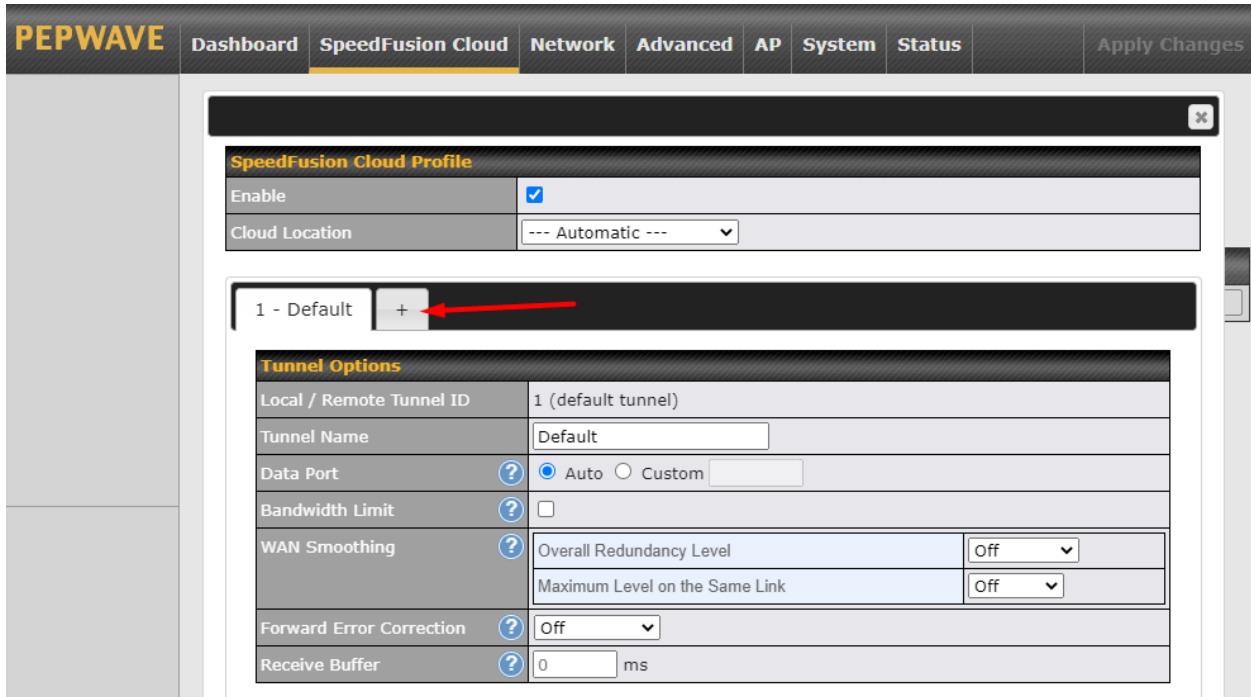 PEPWAVE Dashboard SpeedFusion Cloud Network Advanced AP System Status Apply Changes
SpeedFusion Cloud Profile
Enable
Cloud Location --- Automatic ---
1 - Default +
Tunnel Options
Local / Remote Tunnel ID 1 (default tunnel)
Tunnel Name Default
Data Port ? Auto Custom
Bandwidth Limit ?
WAN Smoothing ? Overall Redundancy Level Off
Maximum Level on the Same Link Off
Forward Error Correction ? Off
Receive Buffer ? 0 ms